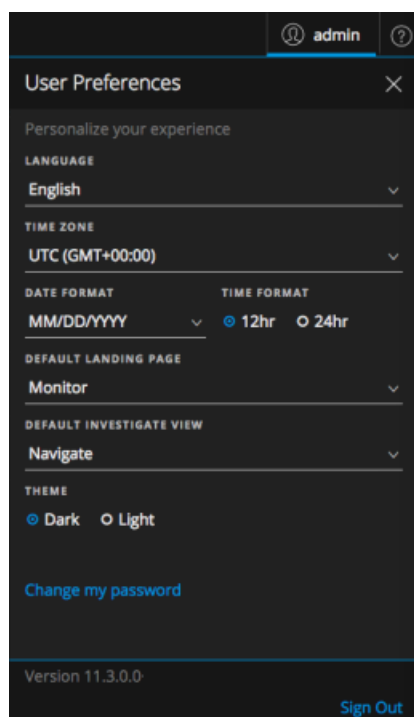 admin ?
User Preferences
Personalize your experience
LANGUAGE
English
TIME ZONE
UTC (GMT+00:00)
DATE FORMAT TIME FORMAT
MM/DD/YYYY 12hr 24hr
DEFAULT LANDING PAGE
Monitor
DEFAULT INVESTIGATE VIEW
Navigate
THEME
Dark Light
Change my password
Version 11.3.0.0
Sign Out